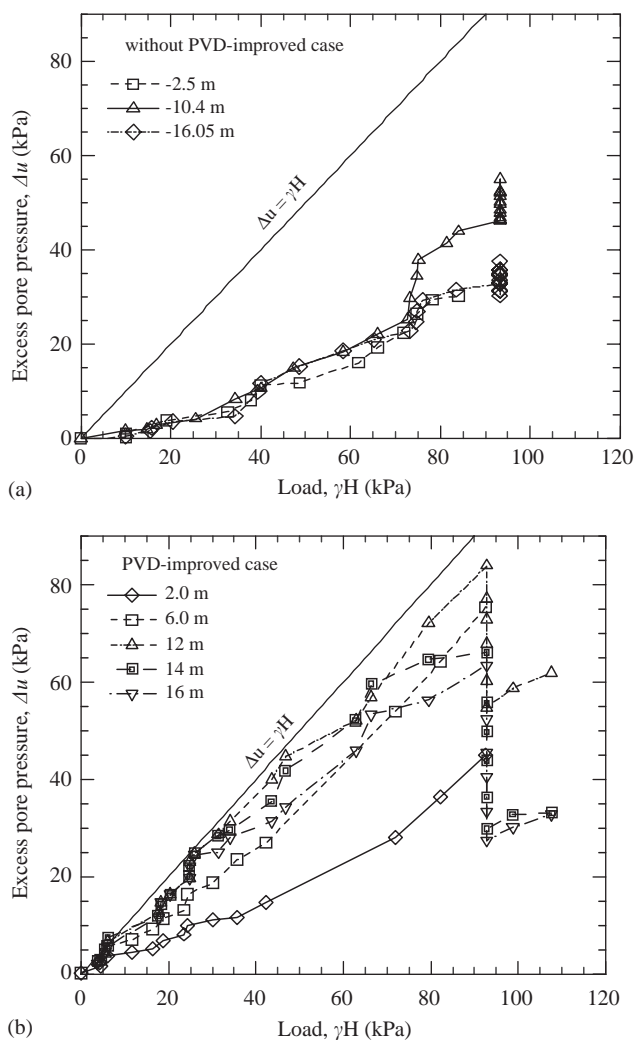 80
60
40
20
0
Excess pore pressure, Δu (kPa)
without PVD-improved case
-2.5 m
-10.4 m
-16.05 m
Δu = γH
0 20 40 60 80 100 120
Load, γH (kPa)
(a)
80
60
40
20
0
Excess pore pressure, Δu (kPa)
PVD-improved case
2.0 m
6.0 m
12 m
14 m
16 m
Δu = γH
0 20 40 60 80 100 120
Load, γH (kPa)
(b)